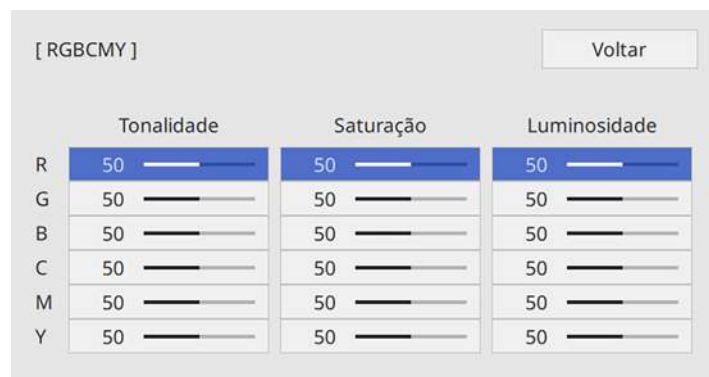 [ RGBCMY ] Voltar
Tonalidade Saturação Luminosidade
R 50 50 50
G 50 50 50
B 50 50 50
C 50 50 50
M 50 50 50
Y 50 50 50